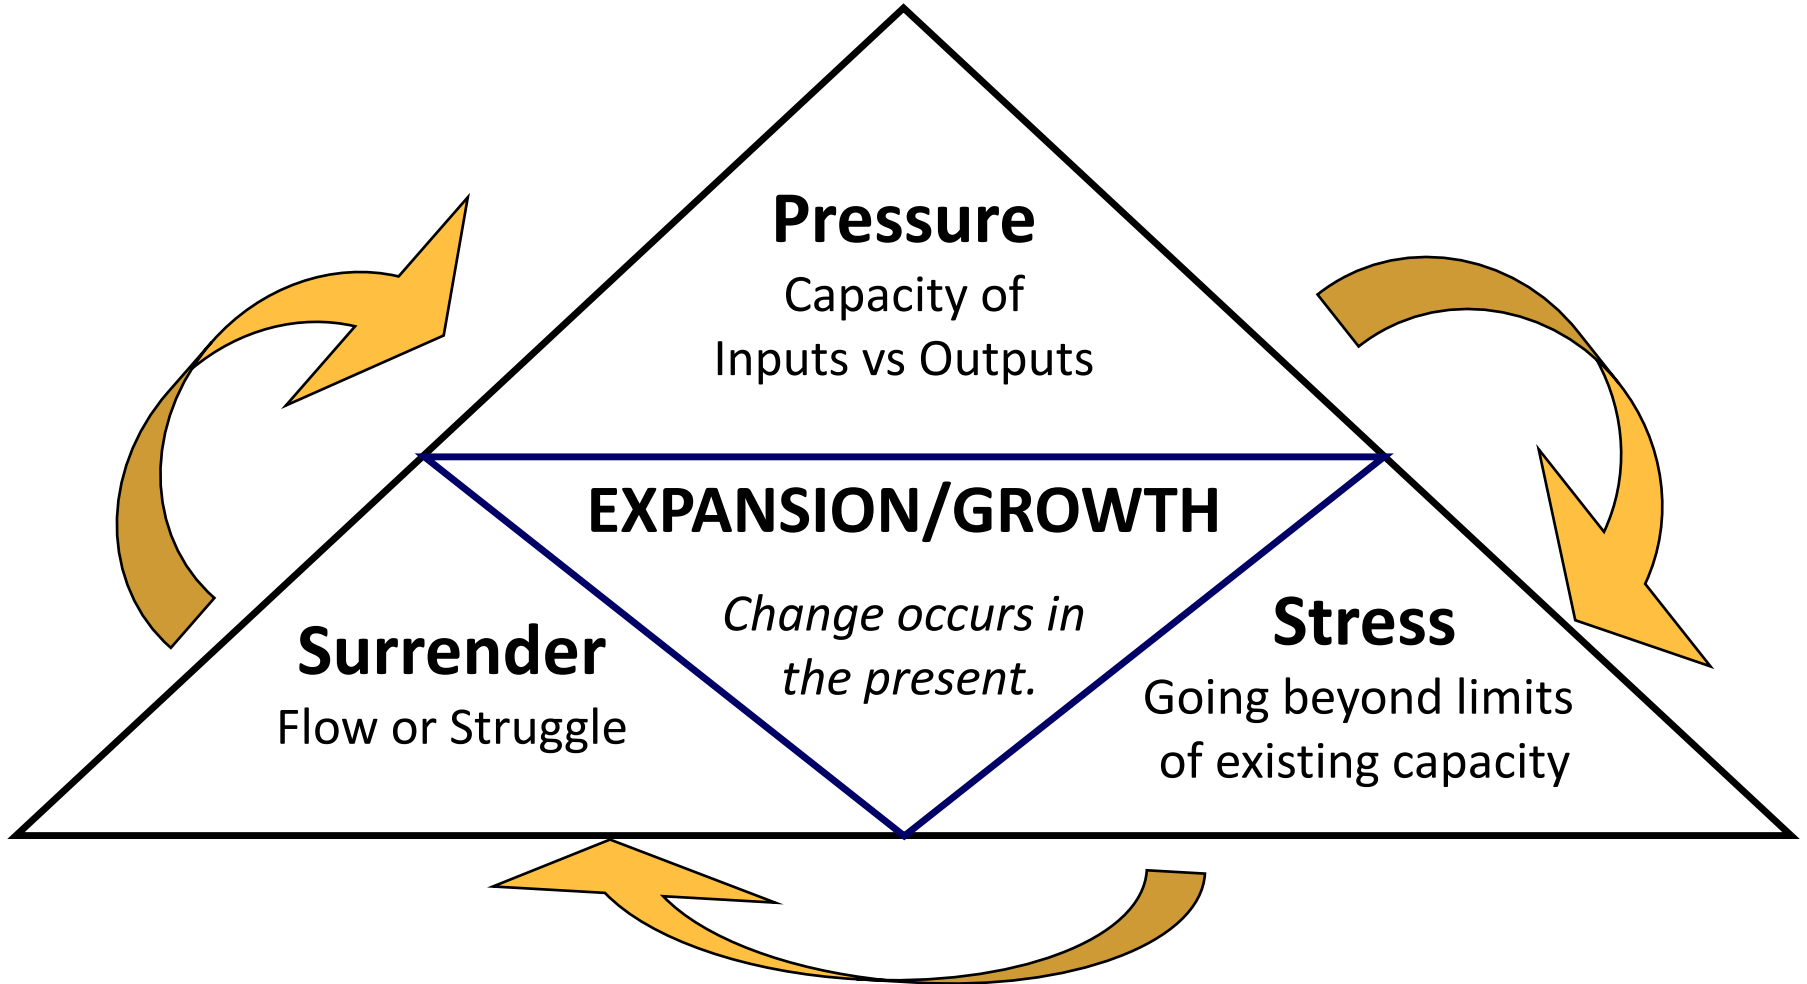 Pressure
Capacity of
Inputs vs Outputs
EXPANSION/GROWTH
Change occurs in
the present.
Surrender
Flow or Struggle
Stress
Going beyond limits
of existing capacity